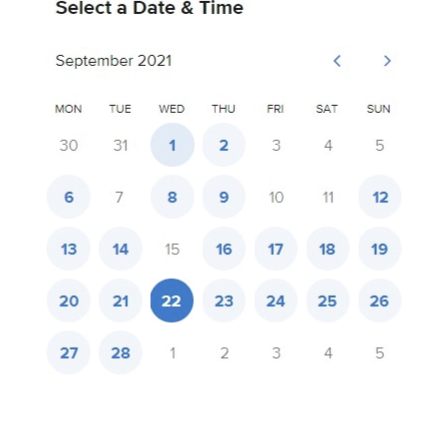 Select a Date & Time
September 2021
MON TUE WED THU FRI SAT SUN
30 31 1 2 3 4 5
6 7 8 9 10 11 12
13 14 15 16 17 18 19
20 21 22 23 24 25 26
27 28 1 2 3 4 5